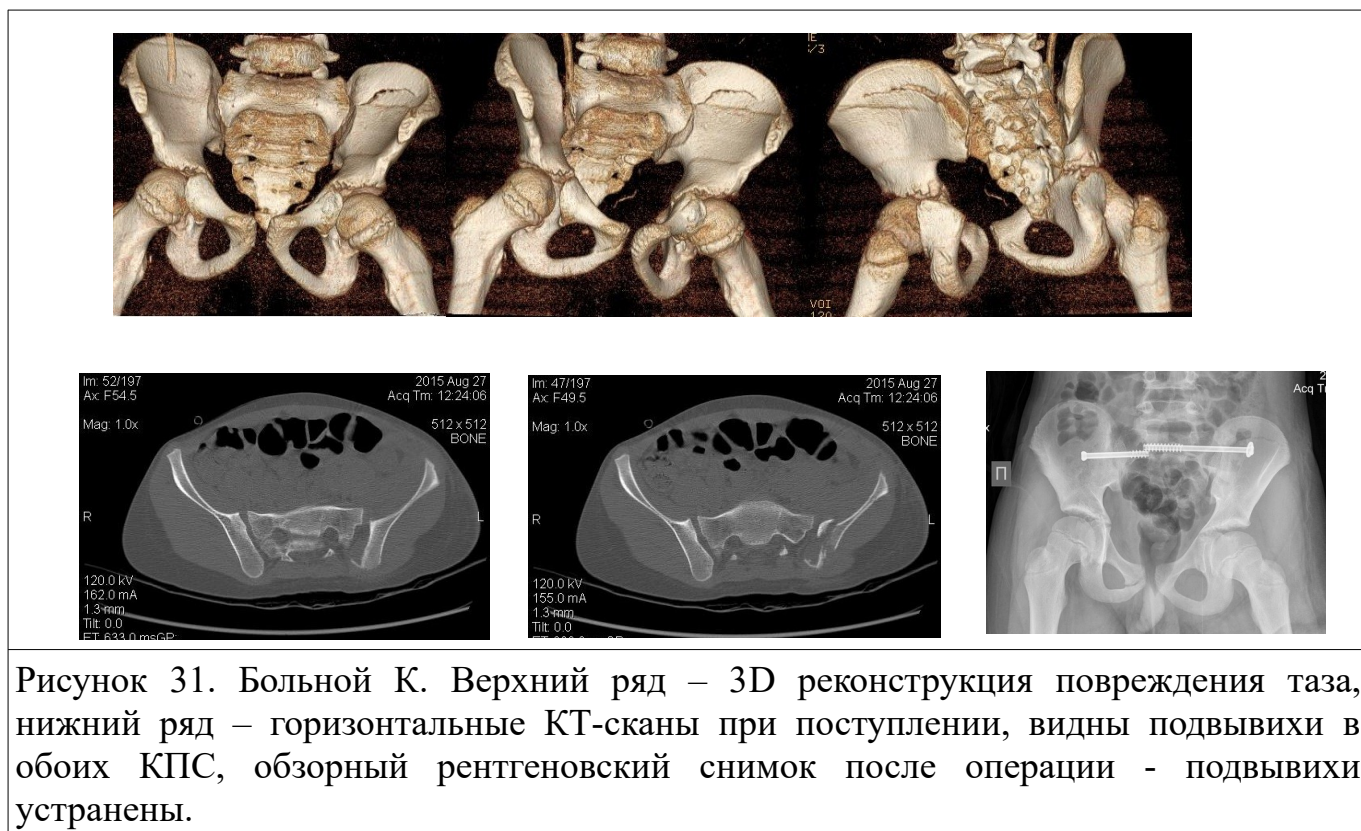 VOI
Im: 52/197
Ax: F54.5
2015 Aug 27
Acq Tm: 12:24:06
Mag: 1.0x
512 x 512
BONE
R
L
120.0 kV
162.0 mA
1.3 mm
Tilt: 0.0
Im: 47/197
Ax: F49.5
2015 Aug 27
Acq Tm: 12:24:06
Mag: 1.0x
512 x 512
BONE
R
L
120.0 kV
155.0 mA
1.3 mm
Tilt: 0.0
Acq
П
Рисунок 31. Больной К. Верхний ряд – 3D реконструкция повреждения таза,
нижний ряд – горизонтальные КТ-сканы при поступлении, видны подвывихи в
обоих КПС, обзорный рентгеновский снимок после операции - подвывихи
устранены.